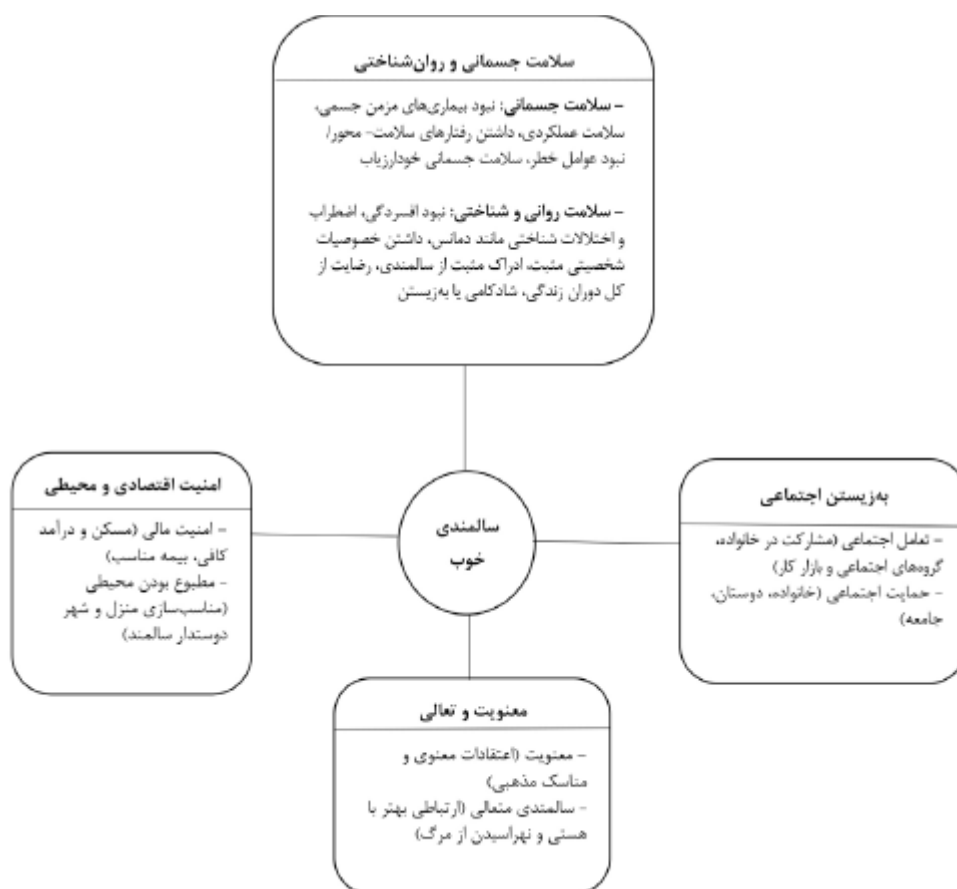 سلامت جسمانی و روان‌شناختی
– سلامت جسمانی: نبود بیماری‌های مزمن جسمی،
سلامت عملکردی، داشتن رفتارهای سلامت- محور/
نبود عوامل خطر، سلامت جسمانی خودارزیاب
– سلامت روانی و شناختی: نبود افسردگی، اضطراب
و اختلالات شناختی مانند دمانس، داشتن خصوصیات
شخصیتی مثبت، ادراک مثبت از سالمندی، رضایت از
کل دوران زندگی، شادکامی یا به‌زیستن
به‌زیستن اجتماعی
– تعامل اجتماعی (مشارکت در خانواده،
گروه‌های اجتماعی و بازار کار)
– حمایت اجتماعی (خانواده، دوستان،
جامعه)
سالمندی
خوب
امنیت اقتصادی و محیطی
– امنیت مالی (مسکن و درآمد
کافی، بیمه مناسب)
– مطبوع بودن محیطی
(مناسب‌سازی منزل و شهر
دوستدار سالمند)
معنویت و تعالی
– معنویت (اعتقادات معنوی و
مناسک مذهبی)
– سالمندی متعالی (ارتباطی بهتر با
هستی و نهراسیدن از مرگ)